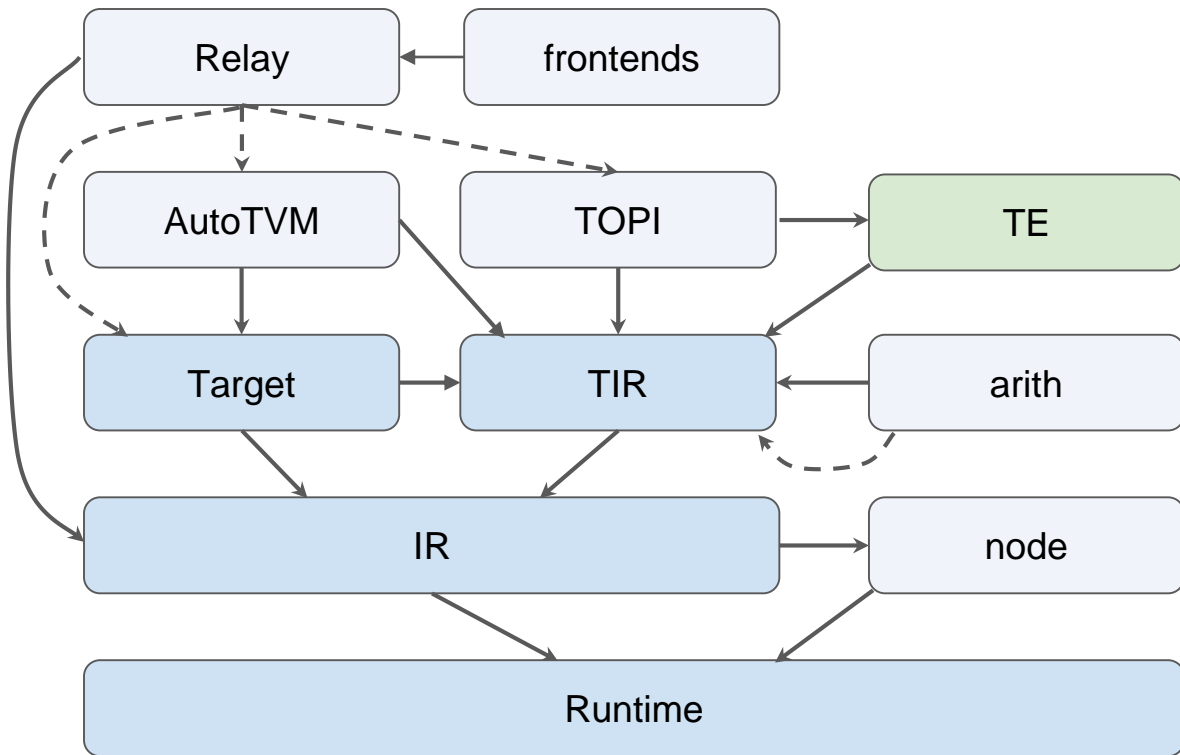 Relay
frontends
AutoTVM
TOPI
TE
Target
TIR
arith
IR
node
Runtime